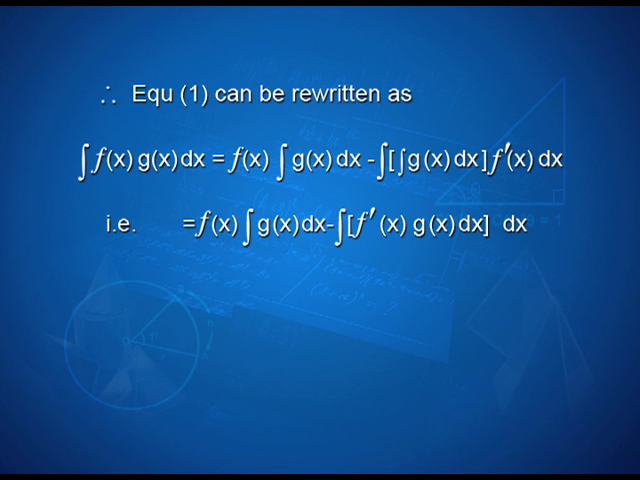 ∴ Equ (1) can be rewritten as
∫ f(x) g(x) dx = f(x) ∫ g(x) dx - ∫[∫g(x) dx] f′(x) dx
i.e. = f(x) ∫ g(x) dx - ∫[f′ (x) g(x) dx] dx